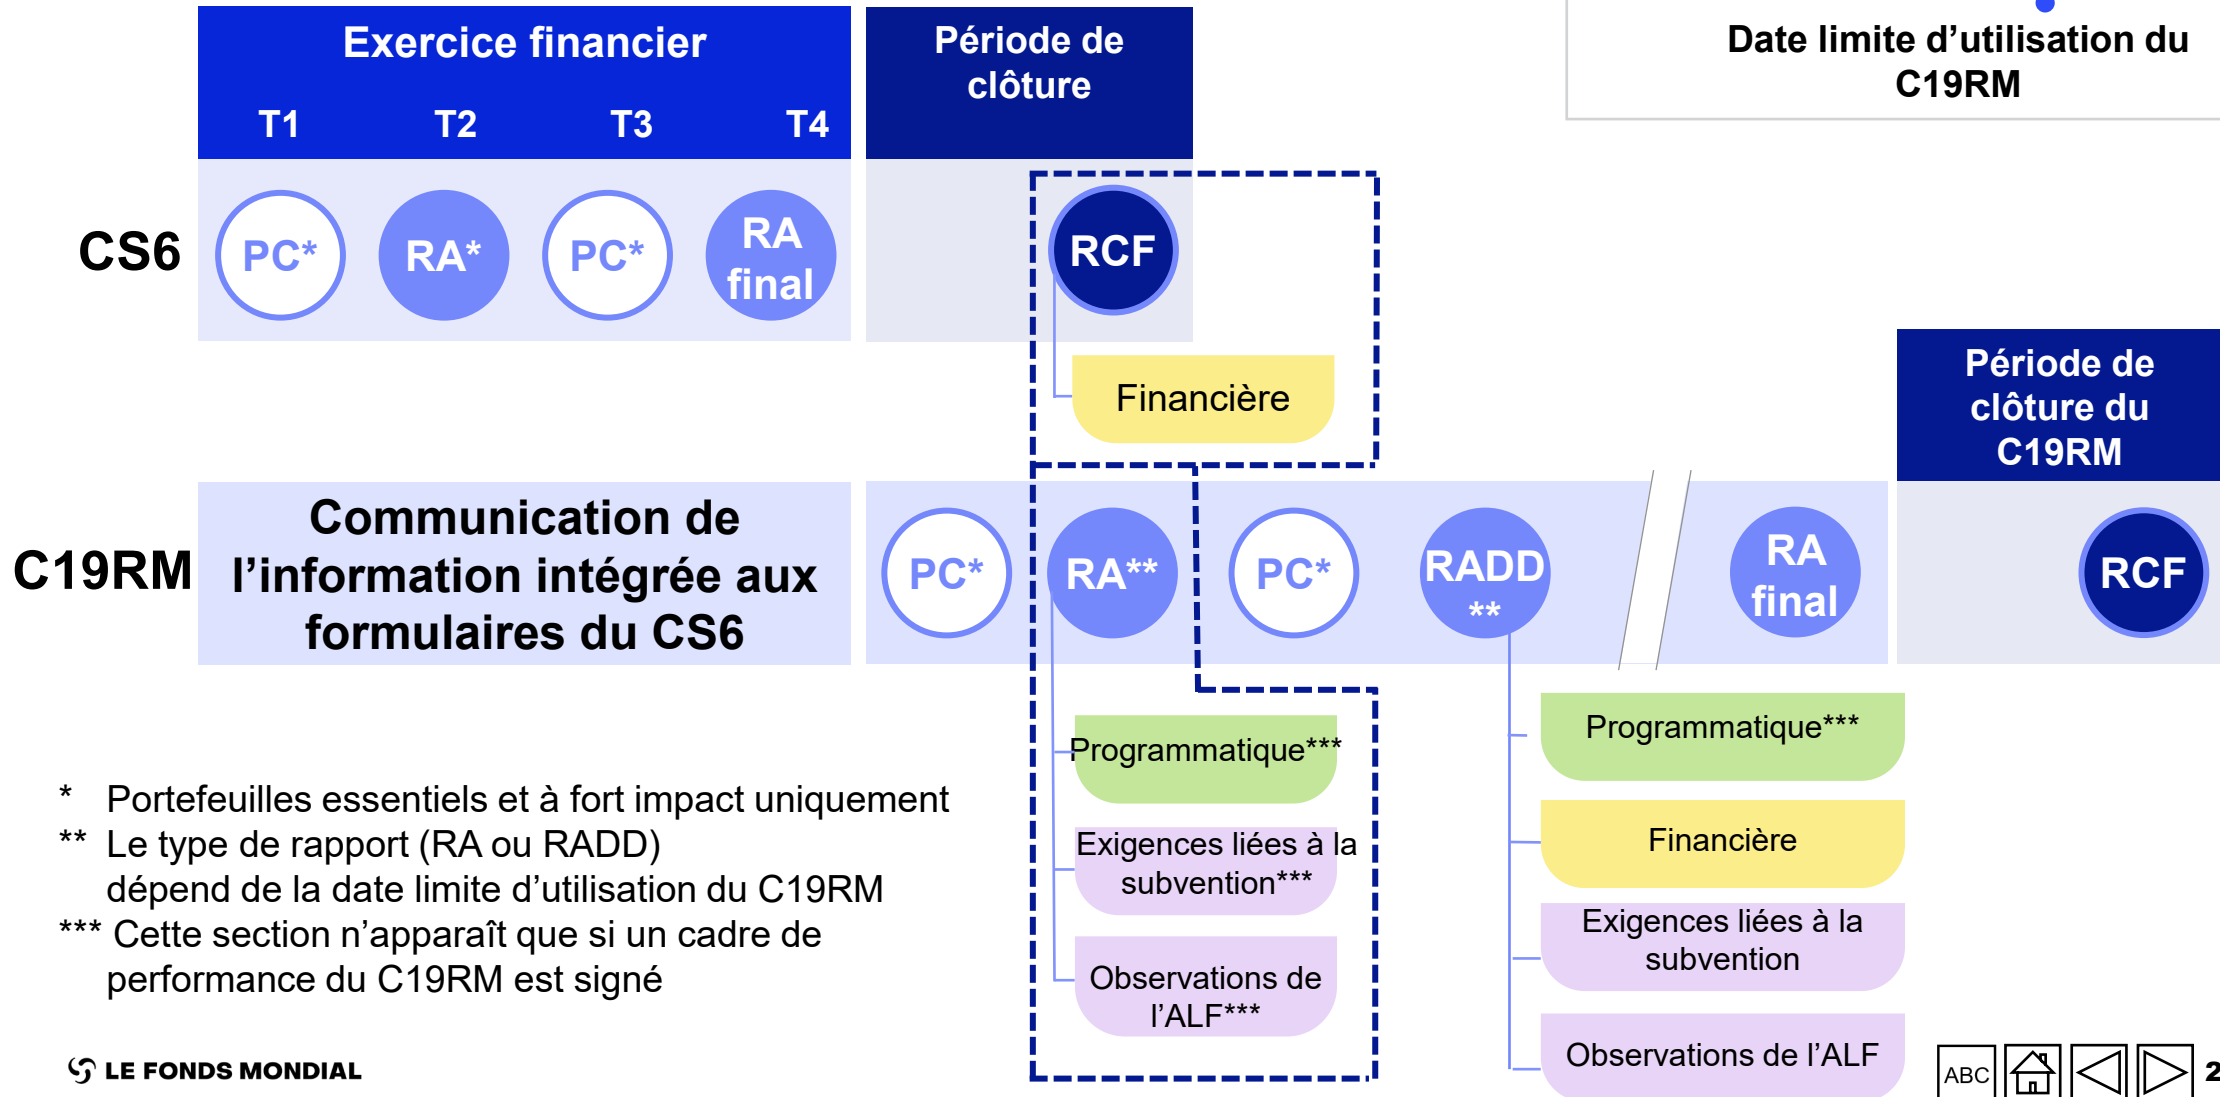 Exercice financier
T1
T2
T3
T4
Période de
clôture
Date limite d’utilisation du
C19RM
CS6
PC*
RA*
PC*
RA
final
RCF
Financière
Période de
clôture du
C19RM
C19RM
Communication de
l’information intégrée aux
formulaires du CS6
PC*
RA**
PC*
RADD
**
RA
final
RCF
Programmatique***
Exigences liées à la
subvention***
Observations de
l’ALF***
Programmatique***
Financière
Exigences liées à la
subvention
Observations de l’ALF
* Portefeuilles essentiels et à fort impact uniquement
** Le type de rapport (RA ou RADD)
dépend de la date limite d’utilisation du C19RM
*** Cette section n’apparaît que si un cadre de
performance du C19RM est signé
LE FONDS MONDIAL
ABC
2